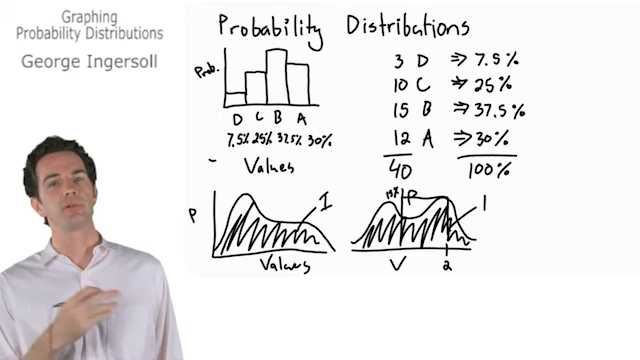 Graphing
Probability Distributions
George Ingersoll
Probability Distributions
Prob.
D C B A
7.5% 25% 37.5% 30%
Values
3 D ⇒ 7.5%
10 C ⇒ 25%
15 B ⇒ 37.5%
12 A ⇒ 30%
40 100%
P
1
Values
15%
P
1
V
2